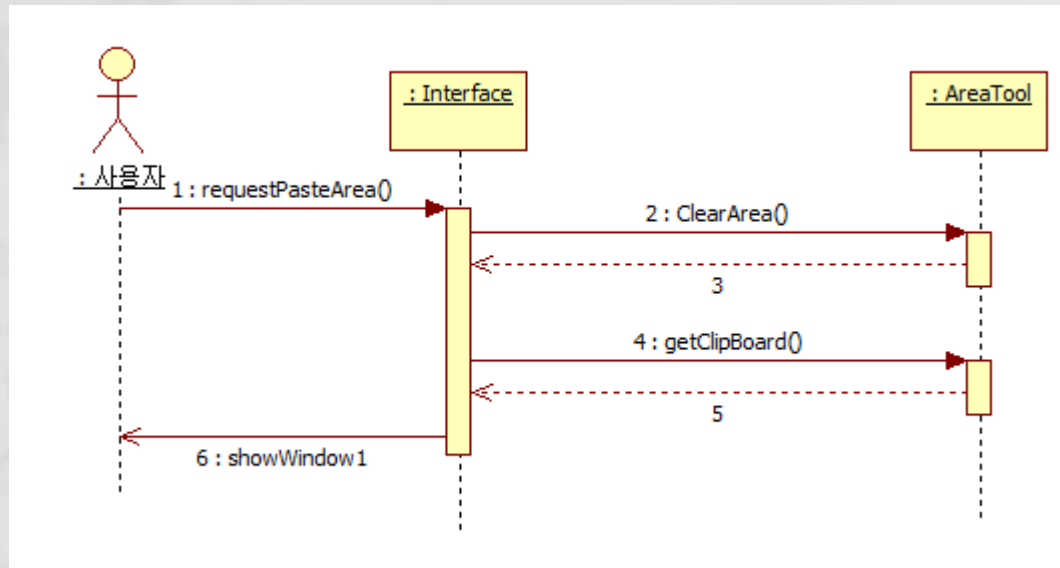 : Interface
: AreaTool
: 사용자
1 : requestPasteArea()
2 : ClearArea()
3
4 : getClipBoard()
5
6 : showWindow1